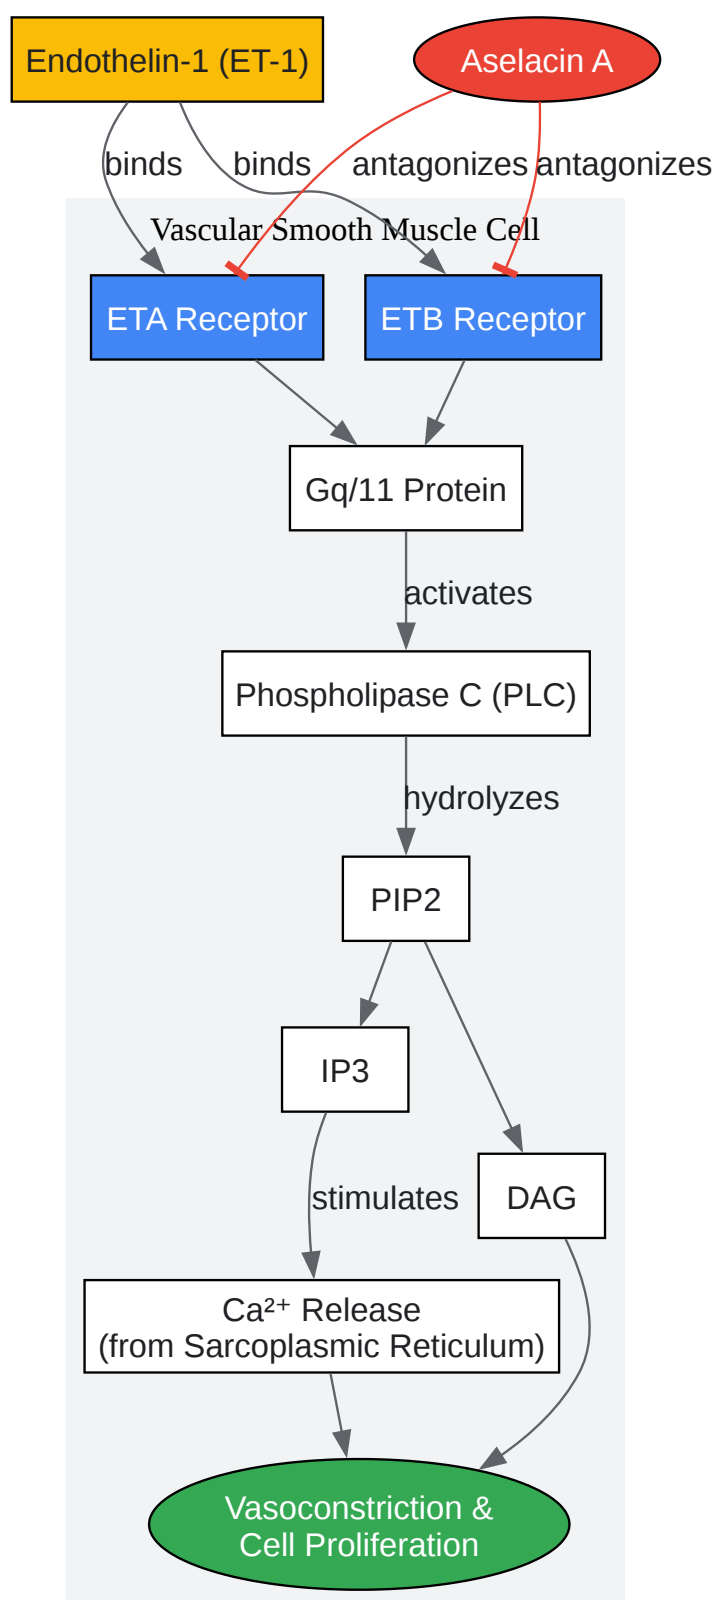 Endothelin-1 (ET-1)
Aselacin A
binds
binds
antagonizes
antagonizes
Vascular Smooth Muscle Cell
ETA Receptor
ETB Receptor
Gq/11 Protein
activates
Phospholipase C (PLC)
hydrolyzes
PIP2
IP3
DAG
stimulates
Ca²⁺ Release
(from Sarcoplasmic Reticulum)
Vasoconstriction &
Cell Proliferation